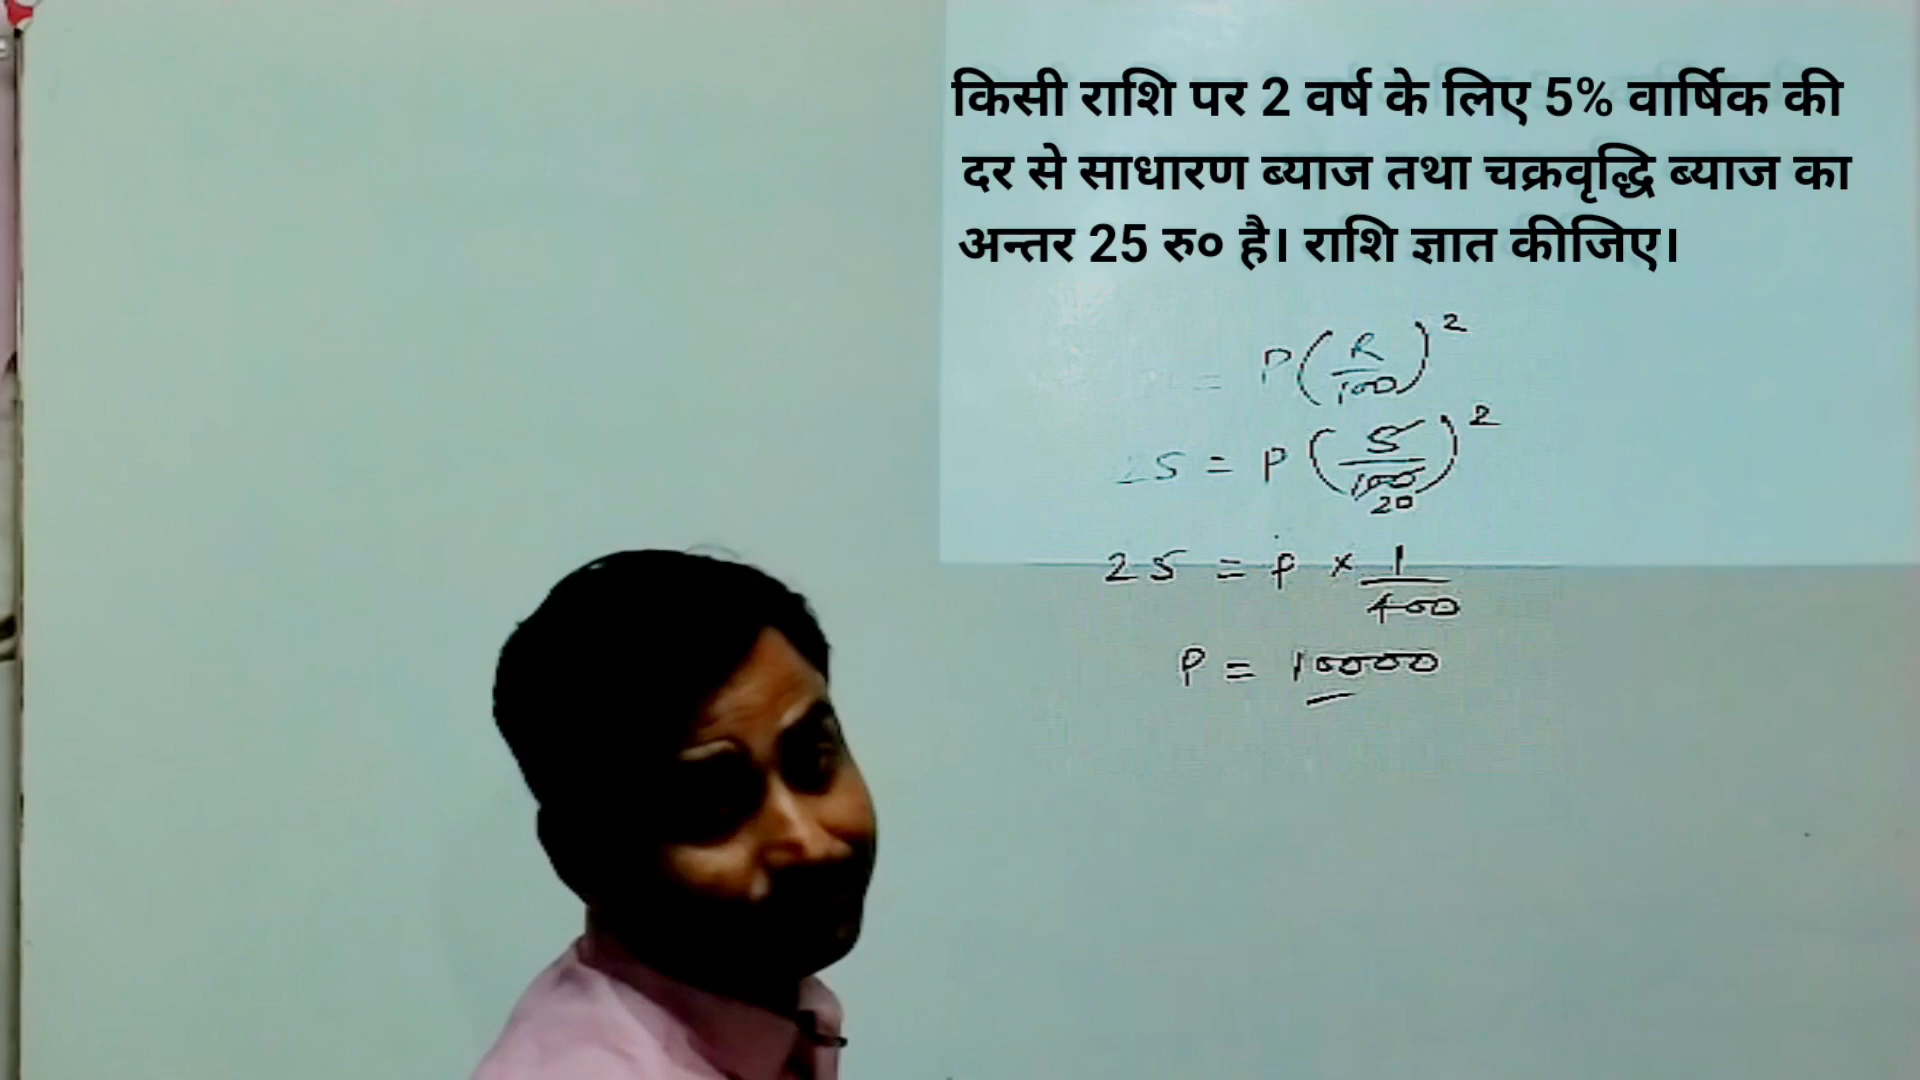 किसी राशि पर 2 वर्ष के लिए 5% वार्षिक की
दर से साधारण ब्याज तथा चक्रवृद्धि ब्याज का
अन्तर 25 रु० है। राशि ज्ञात कीजिए।
= P(R/100)²
25 = P(5/100)²
20
25 = P × 1/400
P = 10000